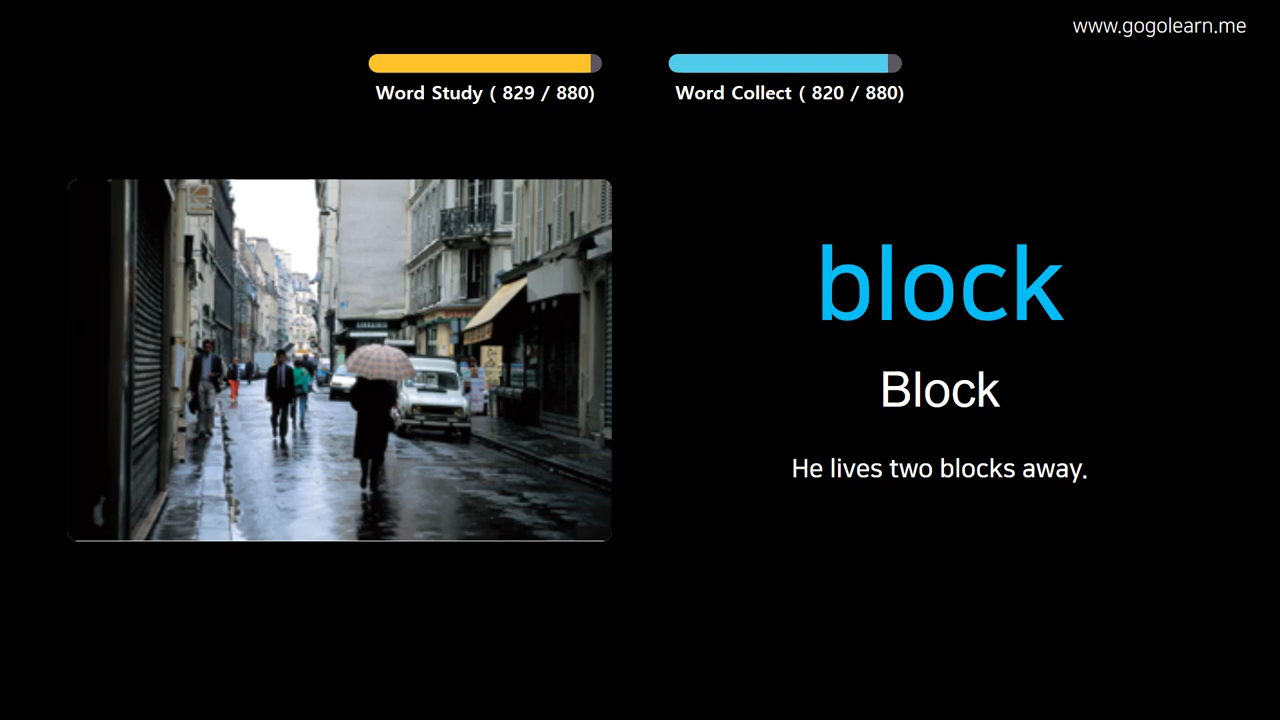 www.gogolearn.me
Word Study ( 829 / 880)
Word Collect ( 820 / 880)
block
Block
He lives two blocks away.